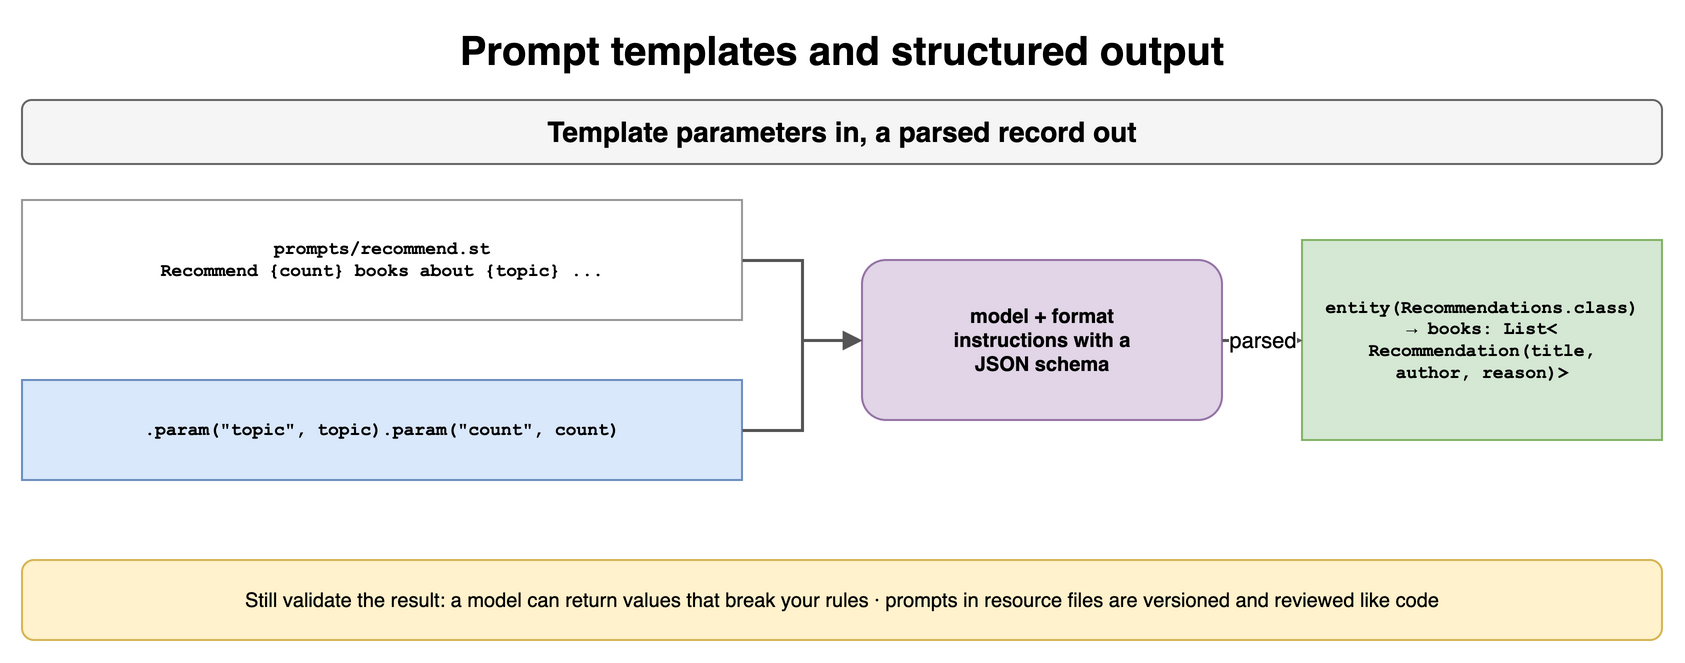 Prompt templates and structured output
Template parameters in, a parsed record out
prompts/recommend.st
Recommend {count} books about {topic} ...
.param("topic", topic).param("count", count)
model + format
instructions with a
JSON schema
parsed
entity(Recommendations.class)
→ books: List<
Recommendation(title,
author, reason)>
Still validate the result: a model can return values that break your rules · prompts in resource files are versioned and reviewed like code